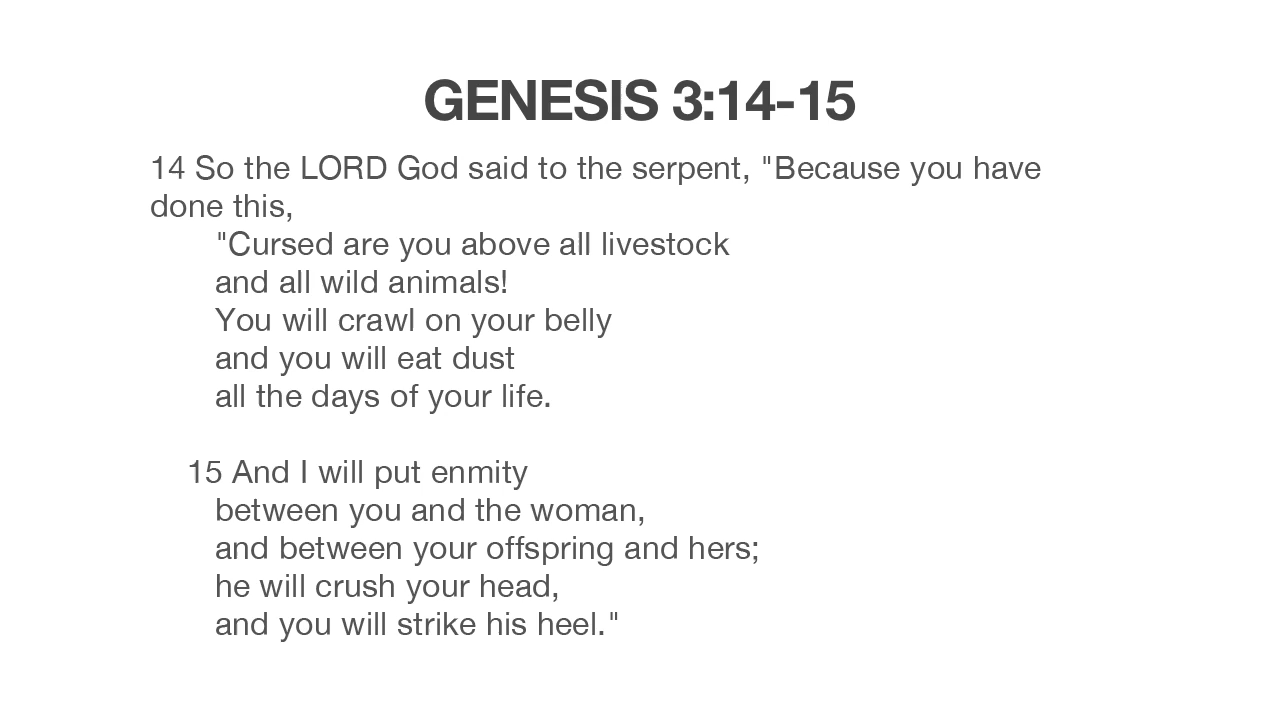 GENESIS 3:14-15
14 So the LORD God said to the serpent, "Because you have
done this,
"Cursed are you above all livestock
and all wild animals!
You will crawl on your belly
and you will eat dust
all the days of your life.
15 And I will put enmity
between you and the woman,
and between your offspring and hers;
he will crush your head,
and you will strike his heel."